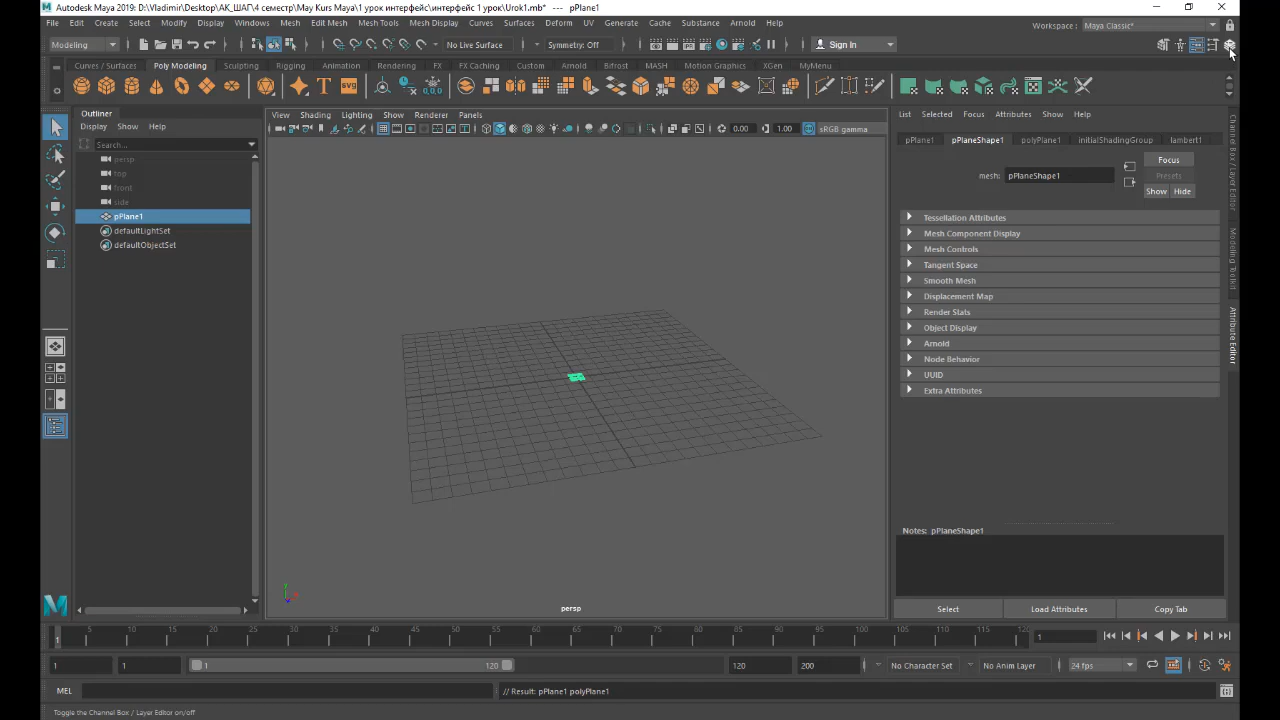 Autodesk Maya 2019: D:\Vladimir\Desktop\АК_ШАГ\4 семестр\May Kurs Maya\1 урок интерфейс\интерфейс 1 урок\Urok1.mb* --- pPlane1
File Edit Create Select Modify Display Windows Mesh Edit Mesh Mesh Tools Mesh Display Curves Surfaces Deform UV Generate Cache Substance Arnold Help
Workspace : Maya Classic*
Modeling No Live Surface Symmetry: Off Sign In
Curves / Surfaces Poly Modeling Sculpting Rigging Animation Rendering FX FX Caching Custom Arnold Bifrost MASH Motion Graphics XGen MyMenu
Outliner
Display Show Help
Search...
persp
top
front
side
pPlane1
defaultLightSet
defaultObjectSet
View Shading Lighting Show Renderer Panels
0.00 1.00 sRGB gamma
persp
List Selected Focus Attributes Show Help
pPlane1 pPlaneShape1 polyPlane1 initialShadingGroup lambert1
Focus
mesh: pPlaneShape1
Presets
Show Hide
Tessellation Attributes
Mesh Component Display
Mesh Controls
Tangent Space
Smooth Mesh
Displacement Map
Render Stats
Object Display
Arnold
Node Behavior
UUID
Extra Attributes
Notes: pPlaneShape1
Select Load Attributes Copy Tab
Channel Box / Layer Editor
Modeling Toolkit
Attribute Editor
1 5 10 15 20 25 30 35 40 45 50 55 60 65 70 75 80 85 90 95 100 105 110 115 120 1
1 1 1 120 120 200 No Character Set No Anim Layer 24 fps
MEL // Result: pPlane1 polyPlane1
Toggle the Channel Box / Layer Editor on/off